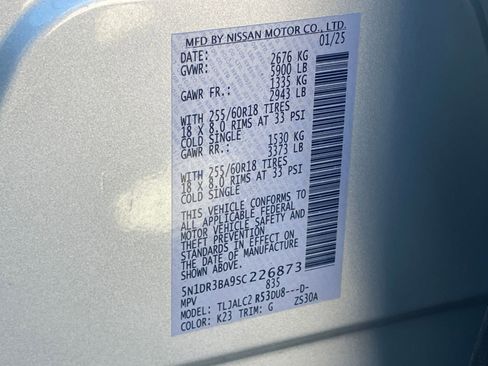 MFD BY NISSAN MOTOR CO., LTD.
DATE: 01/25
GVWR: 2676 KG
5900 LB
GAWR FR.: 1335 KG
2943 LB
WITH 255/60R18 TIRES
18 X 8.0 RIMS AT 33 PSI
COLD SINGLE
GAWR RR.: 1530 KG
3373 LB
WITH 255/60R18 TIRES
18 X 8.0 RIMS AT 33 PSI
COLD SINGLE
THIS VEHICLE CONFORMS TO
ALL APPLICABLE FEDERAL
MOTOR VEHICLE SAFETY AND
THEFT PREVENTION
STANDARDS IN EFFECT ON
THE DATE OF MANUFACTURE
5N1DR3BA9SC226873
MPV 835
MODEL: TLJALC2 R53DU8---D-
COLOR: K23 TRIM: G ZS30A